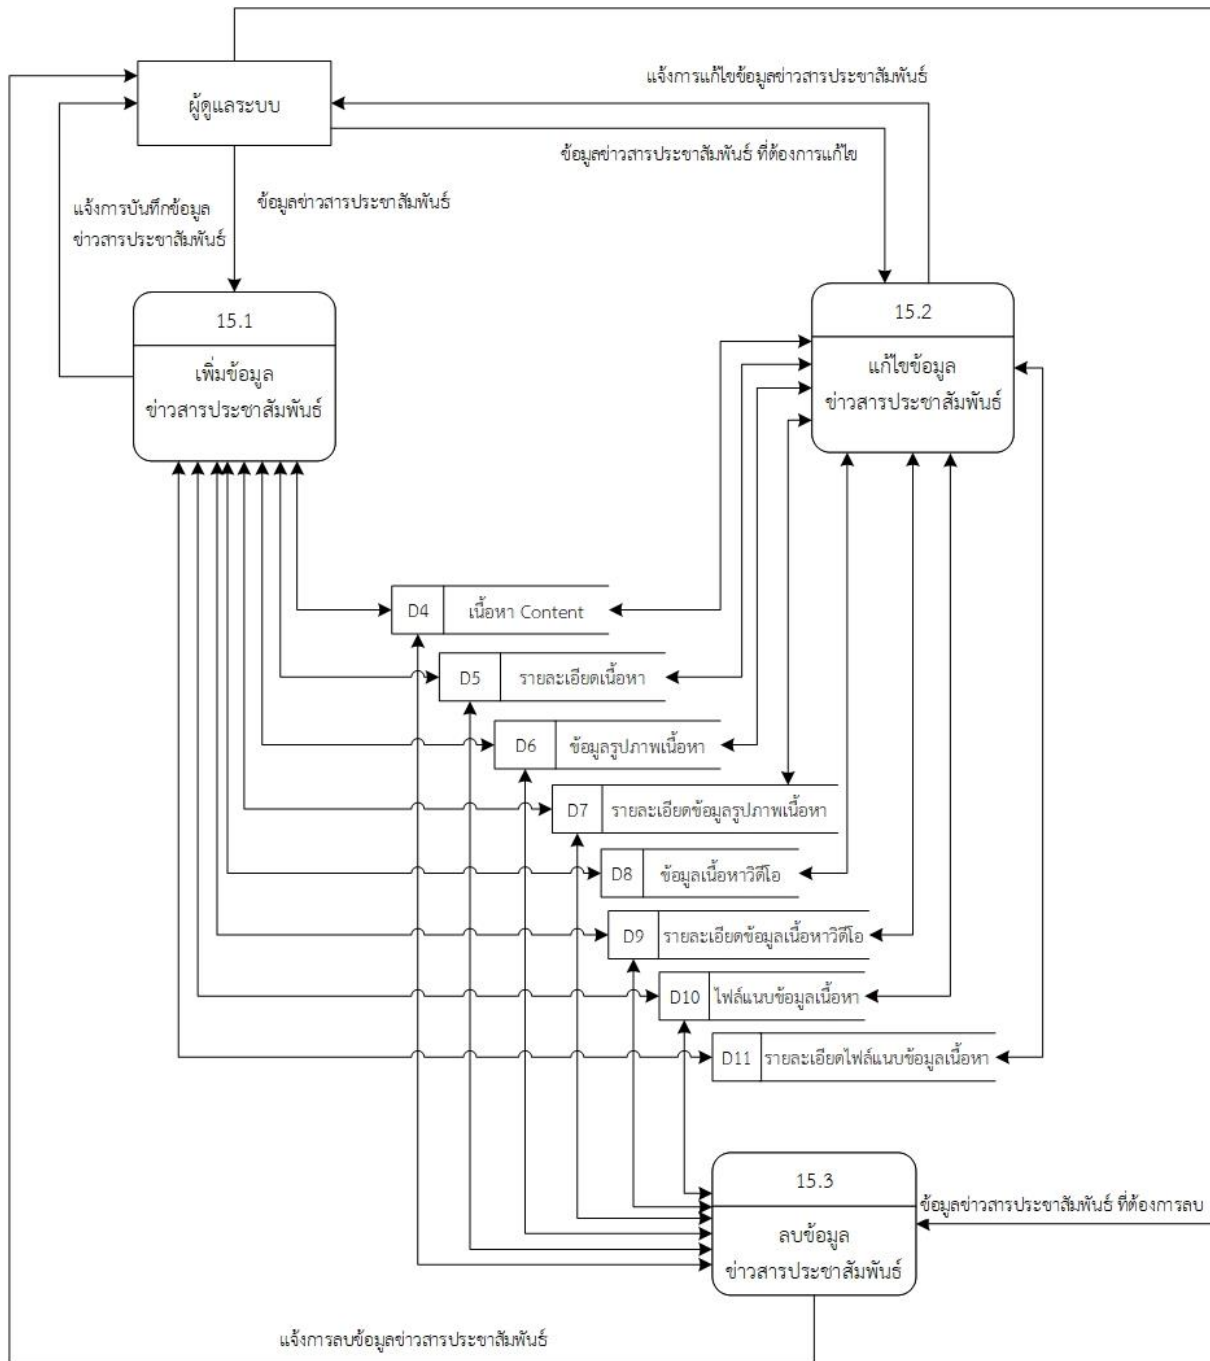 แจ้งการแก้ไขข้อมูลข่าวสารประชาสัมพันธ์
ผู้ดูแลระบบ
ข้อมูลข่าวสารประชาสัมพันธ์ ที่ต้องการแก้ไข
ข้อมูลข่าวสารประชาสัมพันธ์
แจ้งการบันทึกข้อมูล
ข่าวสารประชาสัมพันธ์
15.1
เพิ่มข้อมูล
ข่าวสารประชาสัมพันธ์
15.2
แก้ไขข้อมูล
ข่าวสารประชาสัมพันธ์
D4 เนื้อหา Content
D5 รายละเอียดเนื้อหา
D6 ข้อมูลรูปภาพเนื้อหา
D7 รายละเอียดข้อมูลรูปภาพเนื้อหา
D8 ข้อมูลเนื้อหาวิดีโอ
D9 รายละเอียดข้อมูลเนื้อหาวิดีโอ
D10 ไฟล์แนบข้อมูลเนื้อหา
D11 รายละเอียดไฟล์แนบข้อมูลเนื้อหา
15.3
ลบข้อมูล
ข่าวสารประชาสัมพันธ์
ข้อมูลข่าวสารประชาสัมพันธ์ ที่ต้องการลบ
แจ้งการลบข้อมูลข่าวสารประชาสัมพันธ์